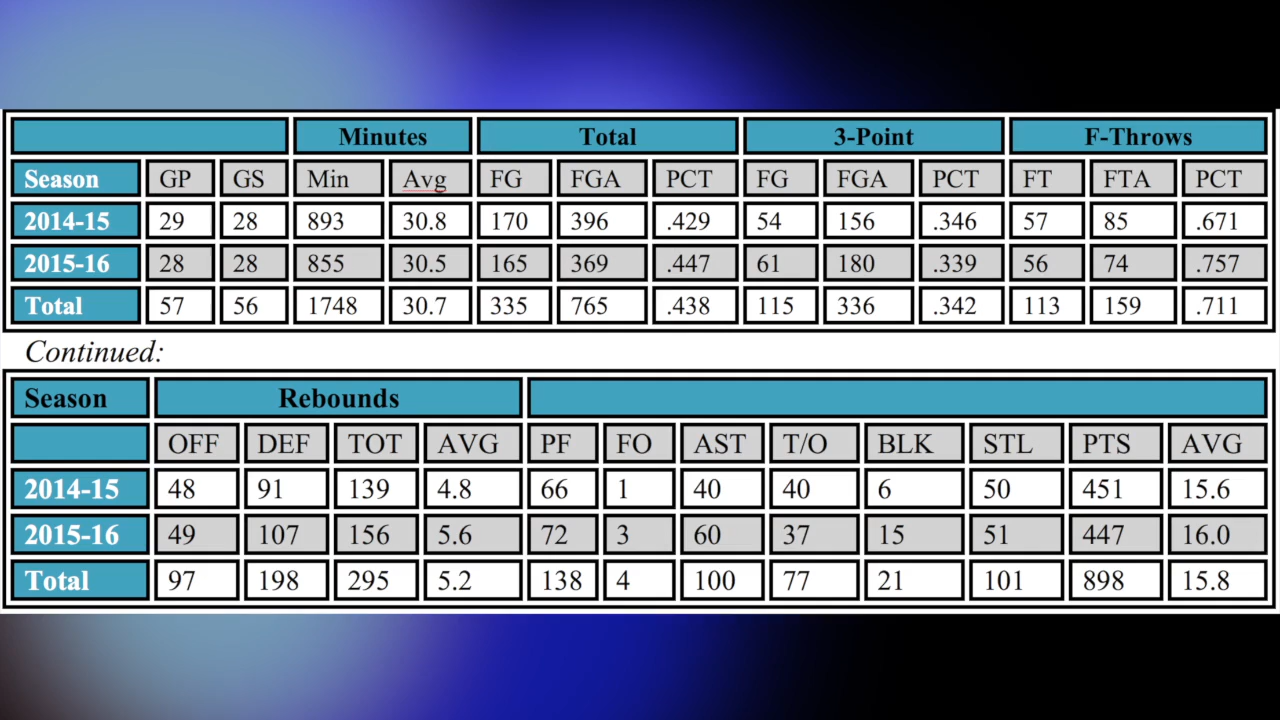 Minutes Total 3-Point F-Throws
Season GP GS Min Avg FG FGA PCT FG FGA PCT FT FTA PCT
2014-15 29 28 893 30.8 170 396 .429 54 156 .346 57 85 .671
2015-16 28 28 855 30.5 165 369 .447 61 180 .339 56 74 .757
Total 57 56 1748 30.7 335 765 .438 115 336 .342 113 159 .711
Continued:
Season Rebounds
OFF DEF TOT AVG PF FO AST T/O BLK STL PTS AVG
2014-15 48 91 139 4.8 66 1 40 40 6 50 451 15.6
2015-16 49 107 156 5.6 72 3 60 37 15 51 447 16.0
Total 97 198 295 5.2 138 4 100 77 21 101 898 15.8